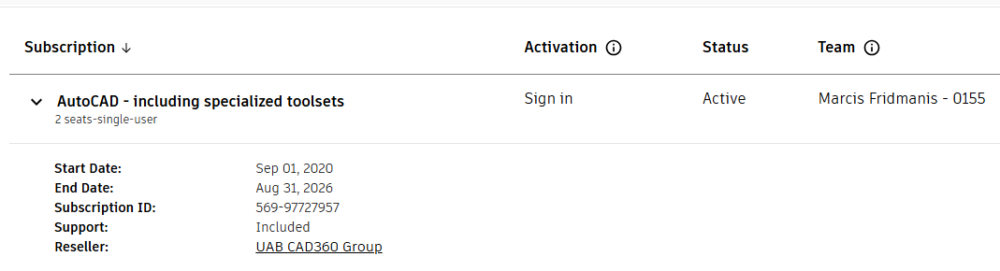 Subscription ↓ Activation Status Team
AutoCAD - including specialized toolsets Sign in Active Marcis Fridmanis - 0155
2 seats-single-user
Start Date: Sep 01, 2020
End Date: Aug 31, 2026
Subscription ID: 569-97727957
Support: Included
Reseller: UAB CAD360 Group